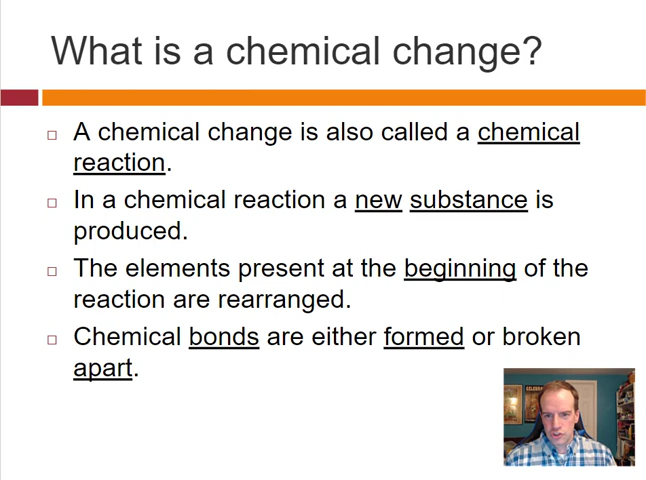 What is a chemical change?
A chemical change is also called a chemical
reaction.
In a chemical reaction a new substance is
produced.
The elements present at the beginning of the
reaction are rearranged.
Chemical bonds are either formed or broken
apart.